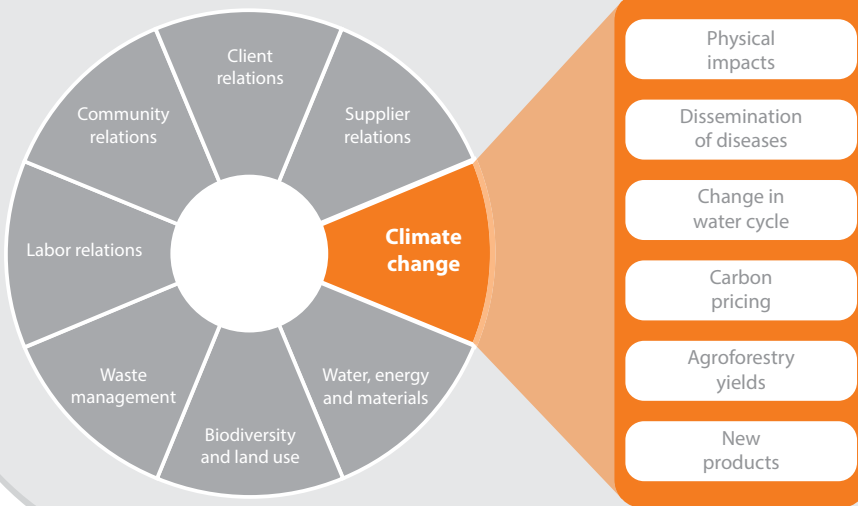 Client
relations
Supplier
relations
Climate
change
Water, energy
and materials
Biodiversity
and land use
Waste
management
Labor relations
Community
relations
Physical
impacts
Dissemination
of diseases
Change in
water cycle
Carbon
pricing
Agroforestry
yields
New
products